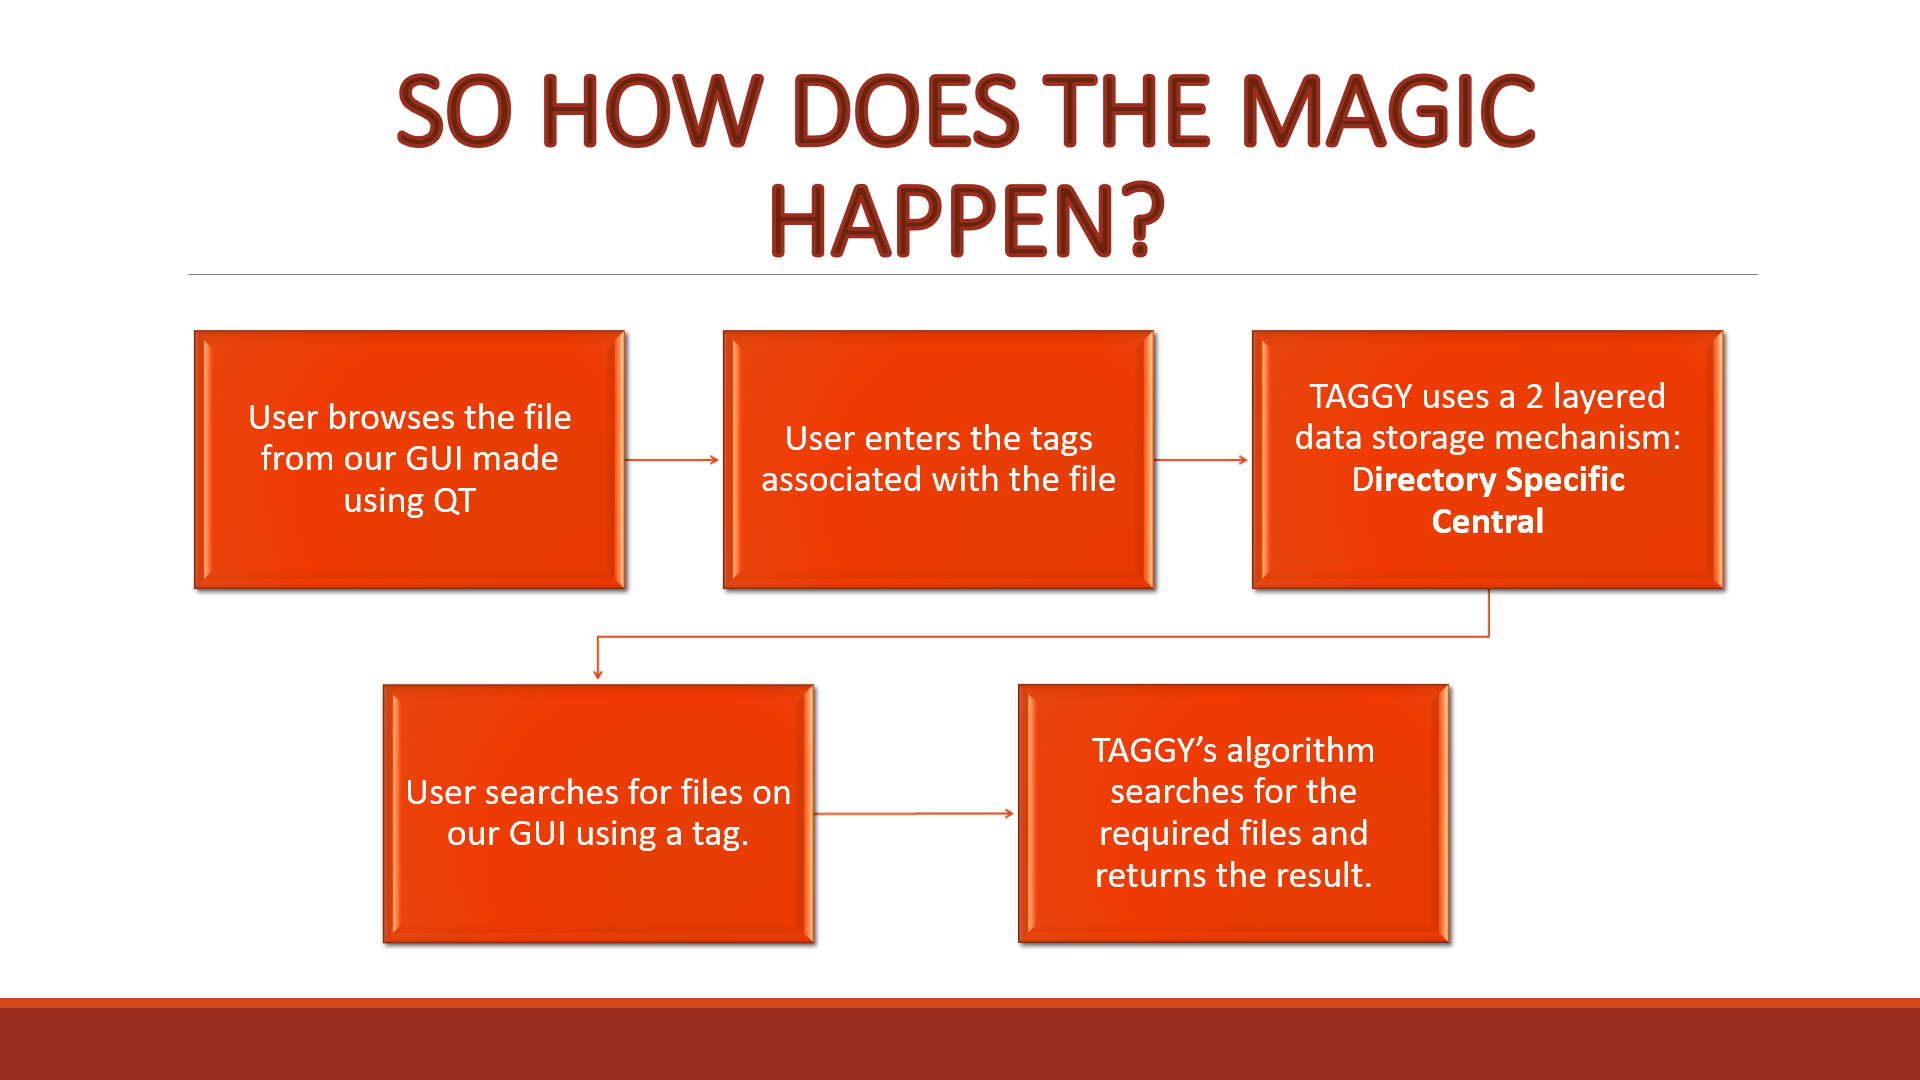 SO HOW DOES THE MAGIC
HAPPEN?
User browses the file
from our GUI made
using QT
User enters the tags
associated with the file
TAGGY uses a 2 layered
data storage mechanism:
Directory Specific
Central
User searches for files on
our GUI using a tag.
TAGGY’s algorithm
searches for the
required files and
returns the result.